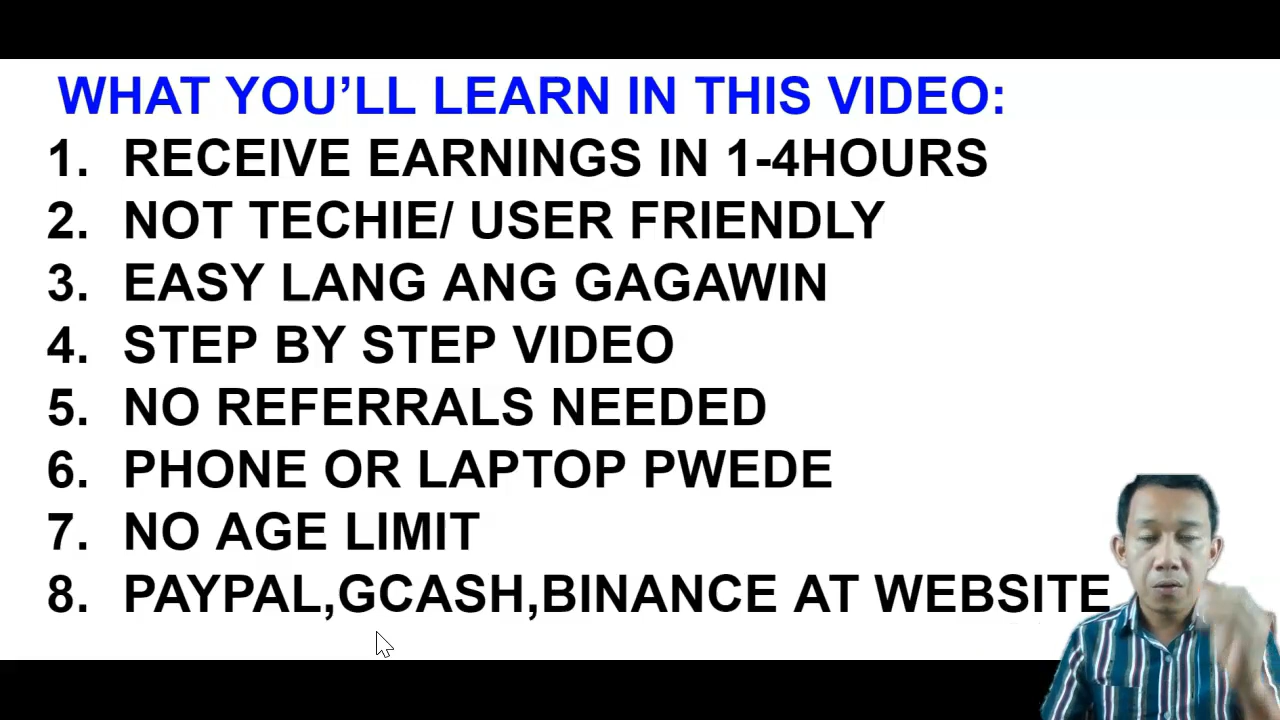 WHAT YOU'LL LEARN IN THIS VIDEO:
1. RECEIVE EARNINGS IN 1-4HOURS
2. NOT TECHIE/ USER FRIENDLY
3. EASY LANG ANG GAGAWIN
4. STEP BY STEP VIDEO
5. NO REFERRALS NEEDED
6. PHONE OR LAPTOP PWEDE
7. NO AGE LIMIT
8. PAYPAL,GCASH,BINANCE AT WEBSITE